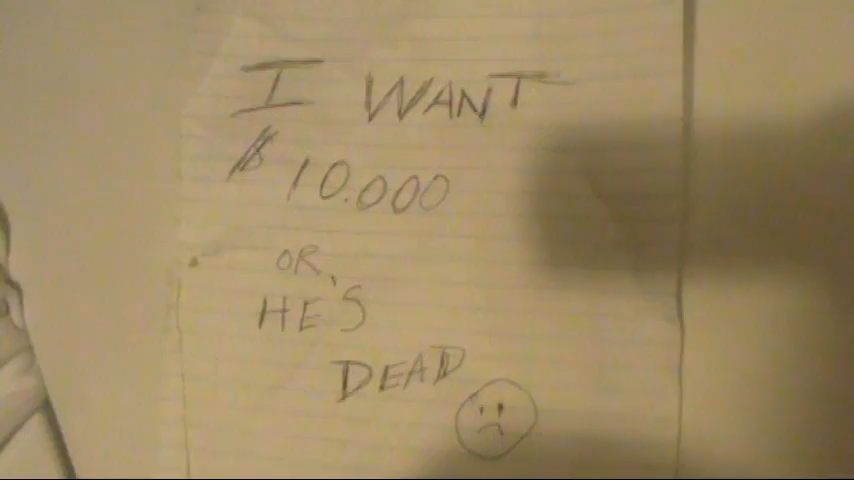 I WANT
$ 10.000
OR,
HE'S
DEAD